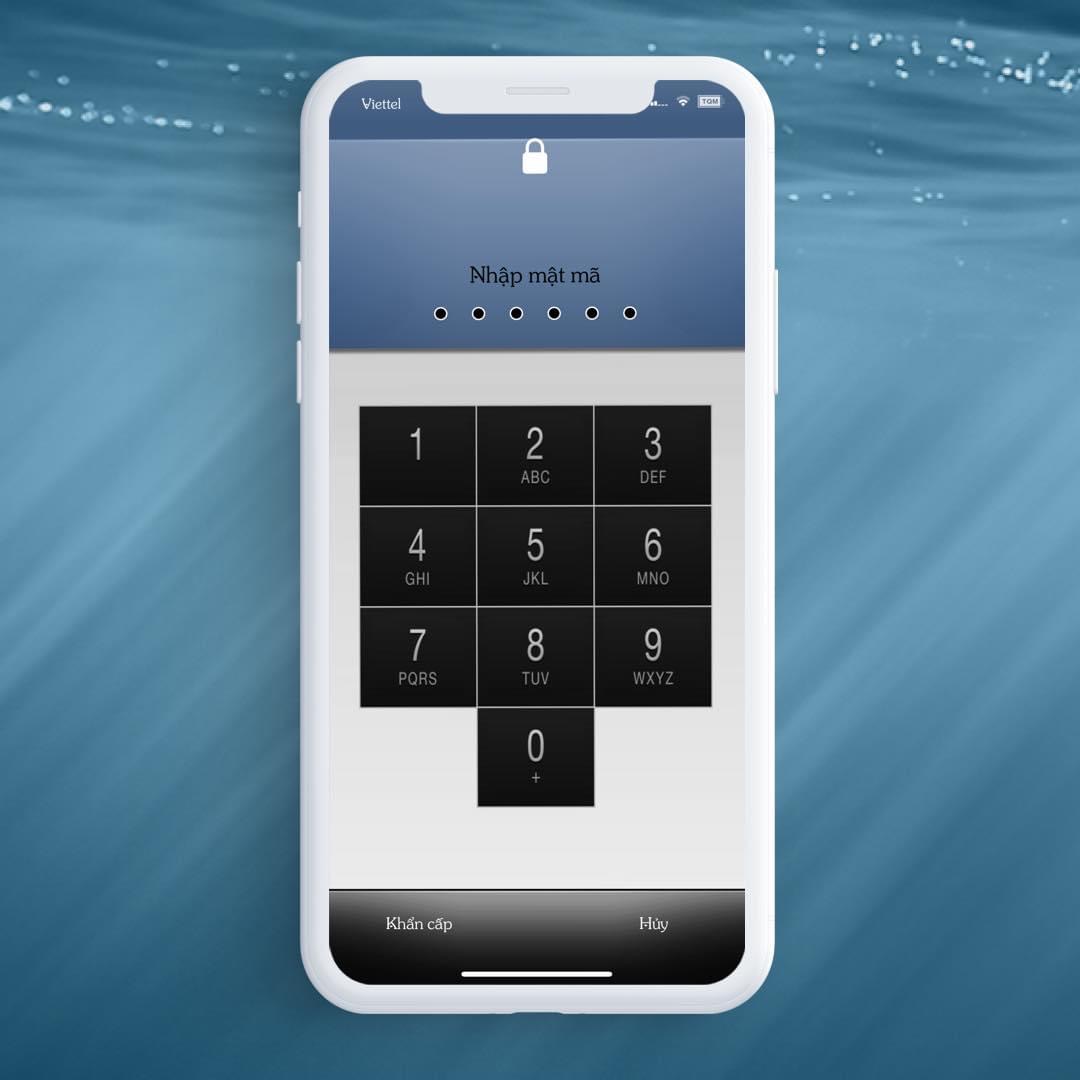 Viettel
TQM
Nhập mật mã
1 2 3
ABC DEF
4 5 6
GHI JKL MNO
7 8 9
PQRS TUV WXYZ
0
+
Khẩn cấp Hủy